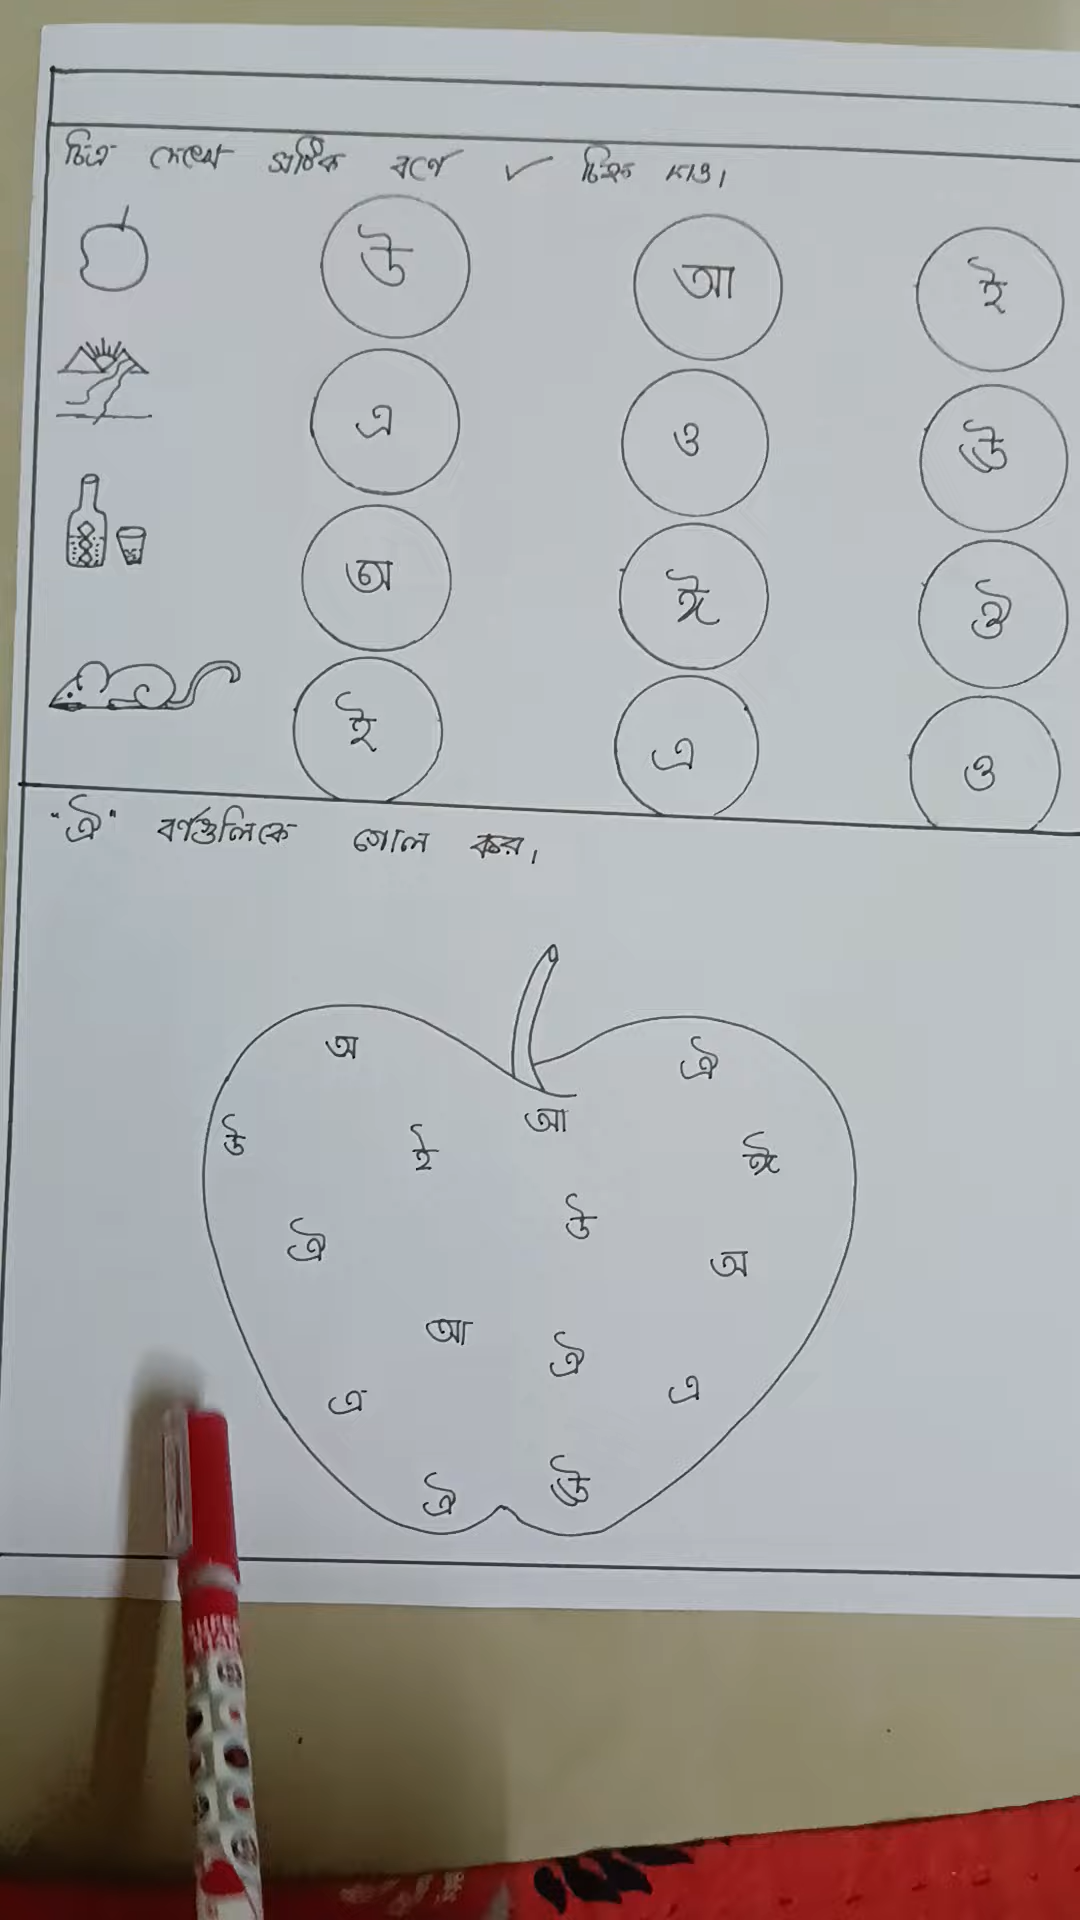 চিত্র দেখে সঠিক বর্ণে ✓ চিহ্ন দাও।
উ আ ই
এ ও ঊ
অ ঈ ঔ
ই এ ও
"ঐ" বর্ণগুলিকে গোল কর।
অ ঐ
আ
উ ই ঈ
উ
ঐ অ
আ
ঐ
এ এ
ঐ ঊ